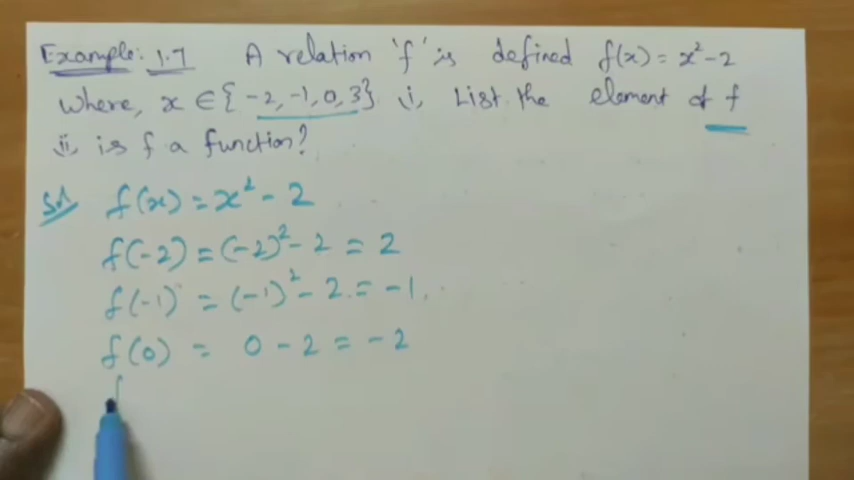 Example: 1.7 A relation 'f' is defined f(x) = x² - 2
where, x ∈ { -2, -1, 0, 3} i, List the element of f
ii, is f a function?
Sol f(x) = x² - 2
f(-2) = (-2)² - 2 = 2
f(-1) = (-1)² - 2 = -1,
f(0) = 0 - 2 = -2